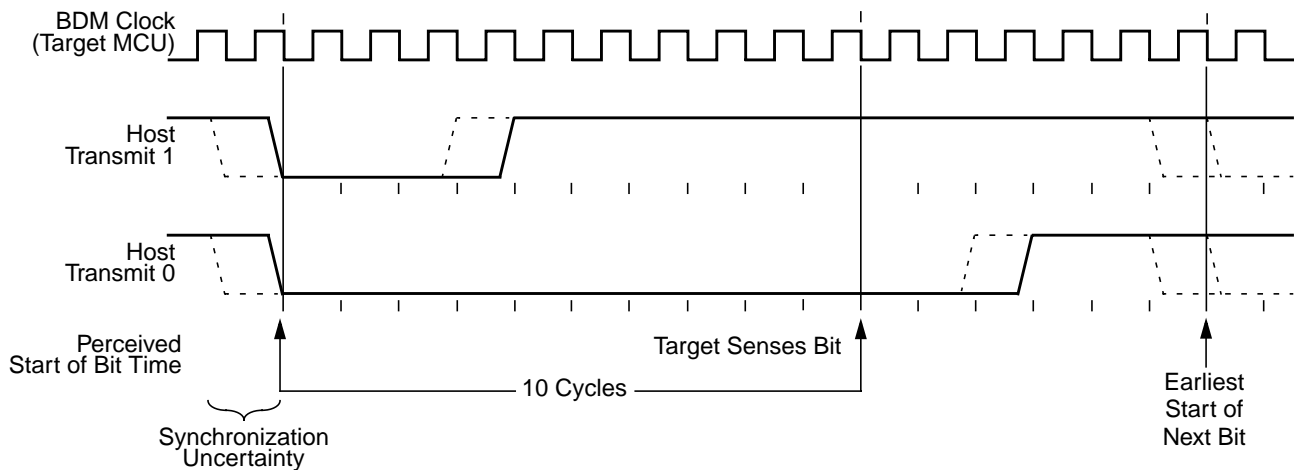 BDM Clock
(Target MCU)
Host
Transmit 1
Host
Transmit 0
Perceived
Start of Bit Time
Target Senses Bit
10 Cycles
Earliest
Start of
Next Bit
Synchronization
Uncertainty